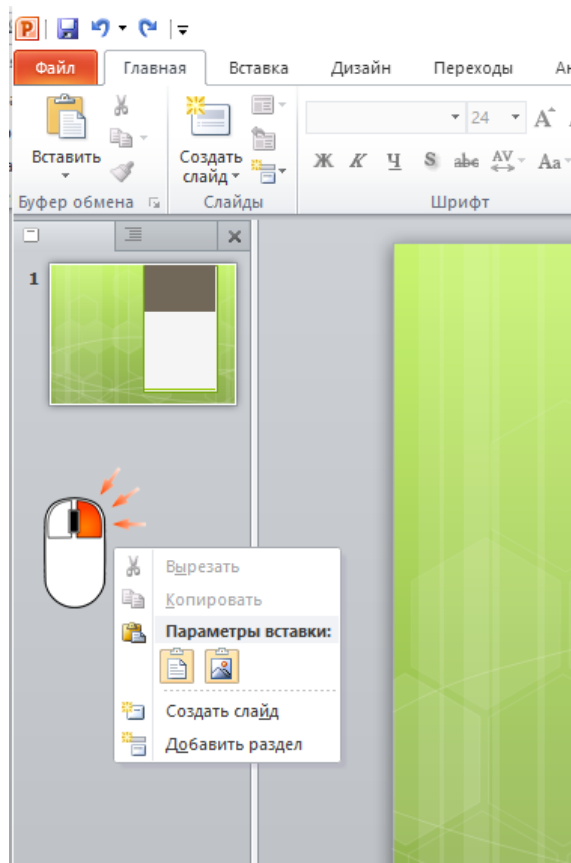 Файл Главная Вставка Дизайн Переходы
Вставить
Создать
слайд
24
Ж К Ч S abc AV Aa
Буфер обмена Слайды Шрифт
1
Вырезать
Копировать
Параметры вставки:
Создать слайд
Добавить раздел